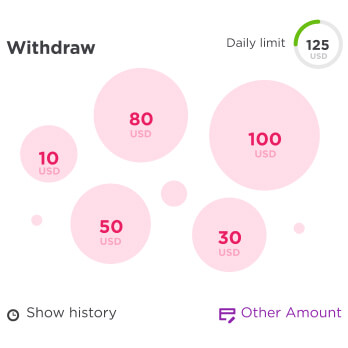 Daily limit
125
USD
Withdraw
80
USD
100
USD
10
USD
50
USD
30
USD
Show history
Other Amount